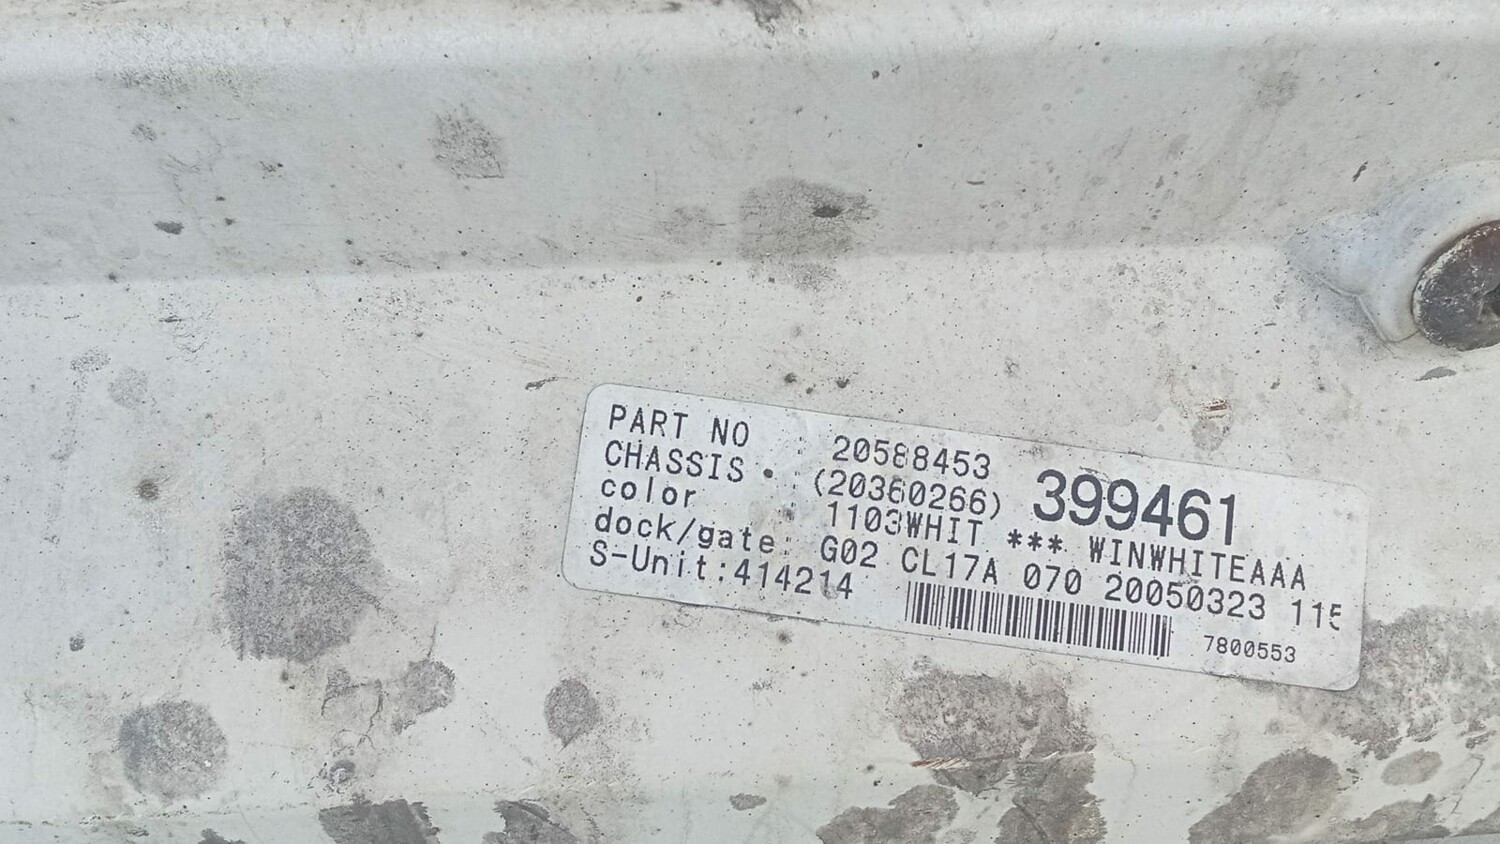 PART NO : 20588453
CHASSIS . : (20360266) 399461
color : 1103WHIT *** WINWHITEAAA
dock/gate: G02 CL17A 070 20050323 115
S-Unit:414214
7800553